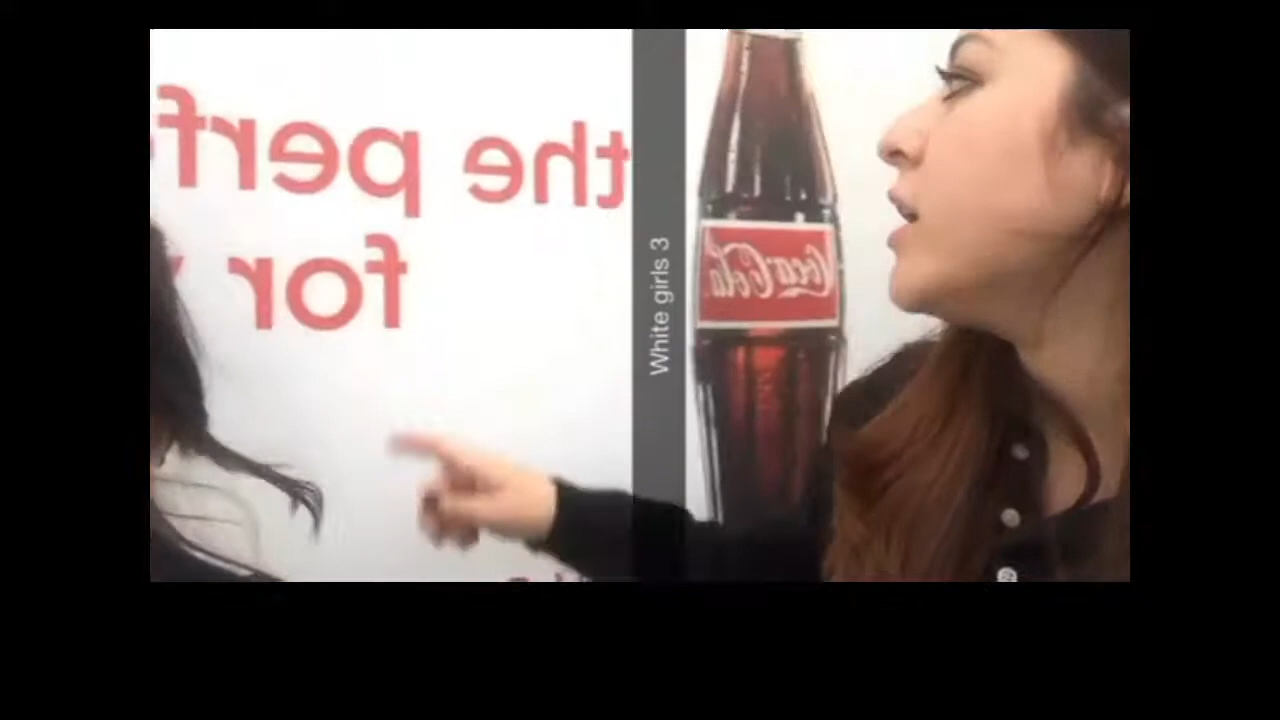 the perf
for
Coca-Cola
White girls 3